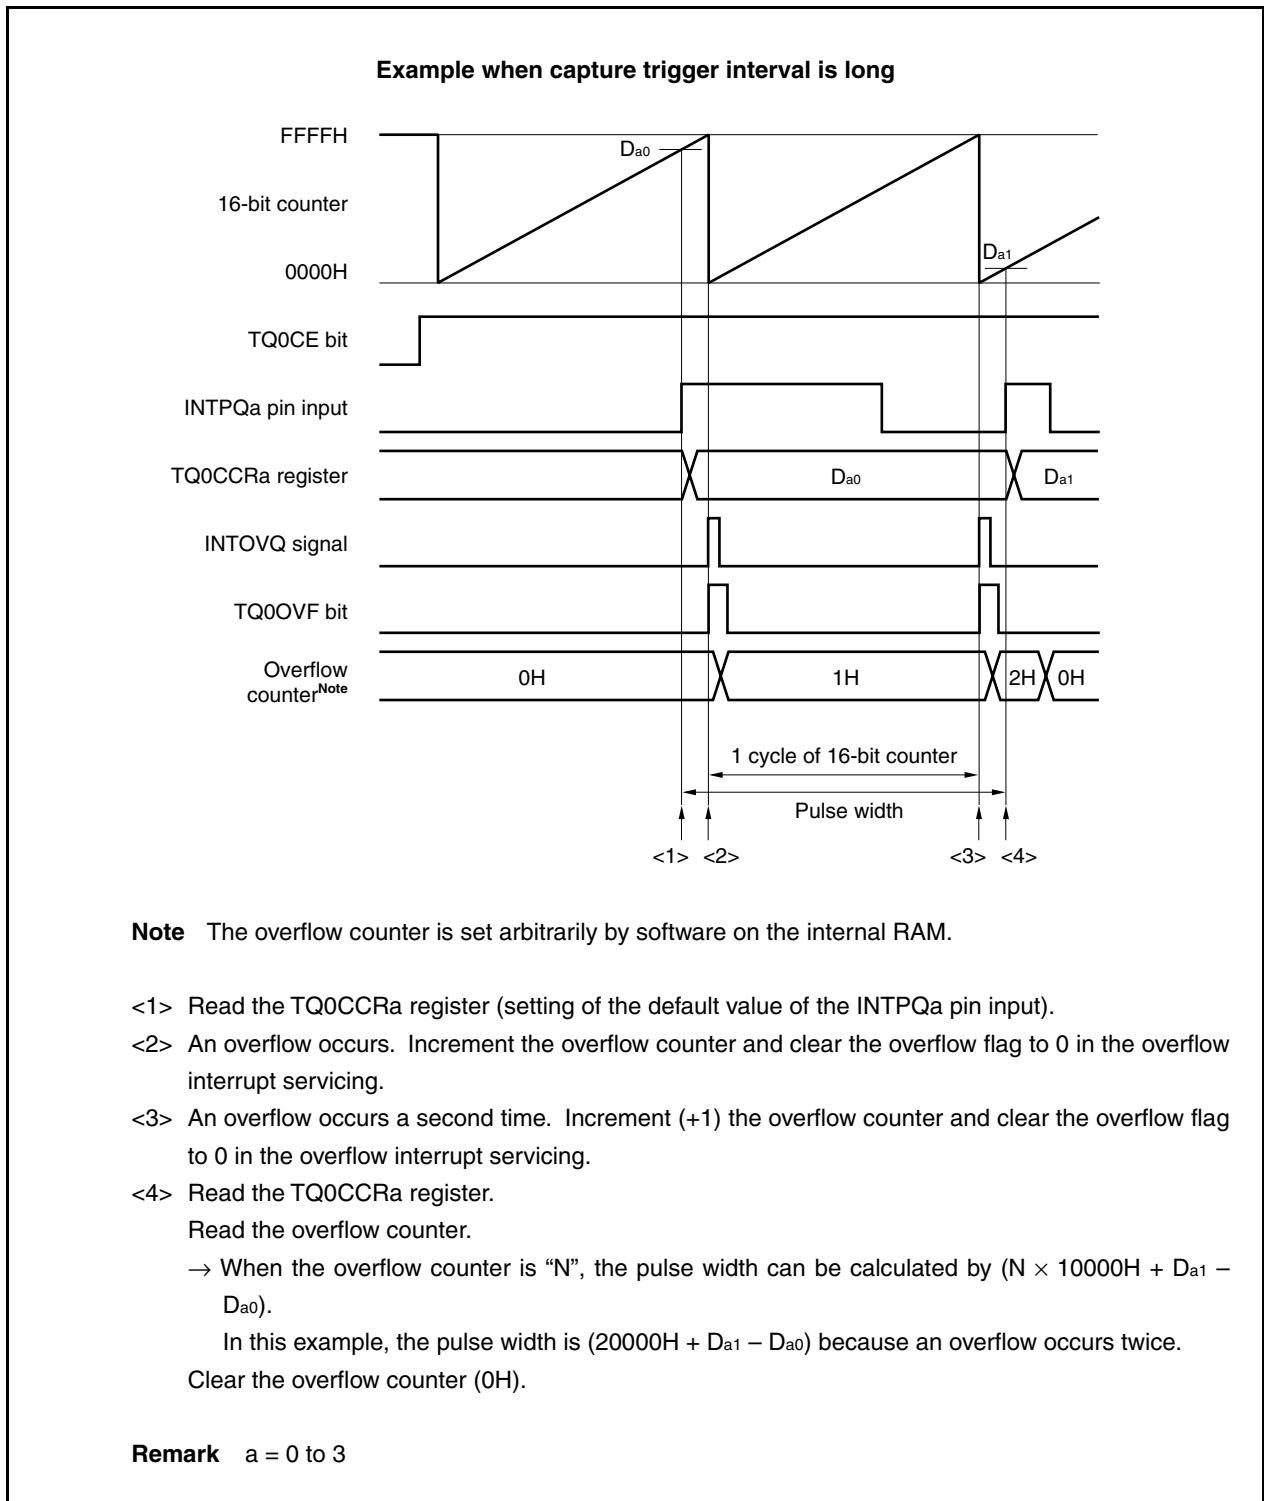 Example when capture trigger interval is long
FFFFH
Da0
16-bit counter
Da1
0000H
TQ0CE bit
INTPQa pin input
TQ0CCRa register
Da0
Da1
INTOVQ signal
TQ0OVF bit
Overflow
counterNote
0H
1H
2H
0H
1 cycle of 16-bit counter
Pulse width
<1> <2> <3> <4>
Note The overflow counter is set arbitrarily by software on the internal RAM.
<1> Read the TQ0CCRa register (setting of the default value of the INTPQa pin input).
<2> An overflow occurs. Increment the overflow counter and clear the overflow flag to 0 in the overflow
interrupt servicing.
<3> An overflow occurs a second time. Increment (+1) the overflow counter and clear the overflow flag
to 0 in the overflow interrupt servicing.
<4> Read the TQ0CCRa register.
Read the overflow counter.
→ When the overflow counter is “N”, the pulse width can be calculated by (N × 10000H + Da1 –
Da0).
In this example, the pulse width is (20000H + Da1 – Da0) because an overflow occurs twice.
Clear the overflow counter (0H).
Remark a = 0 to 3